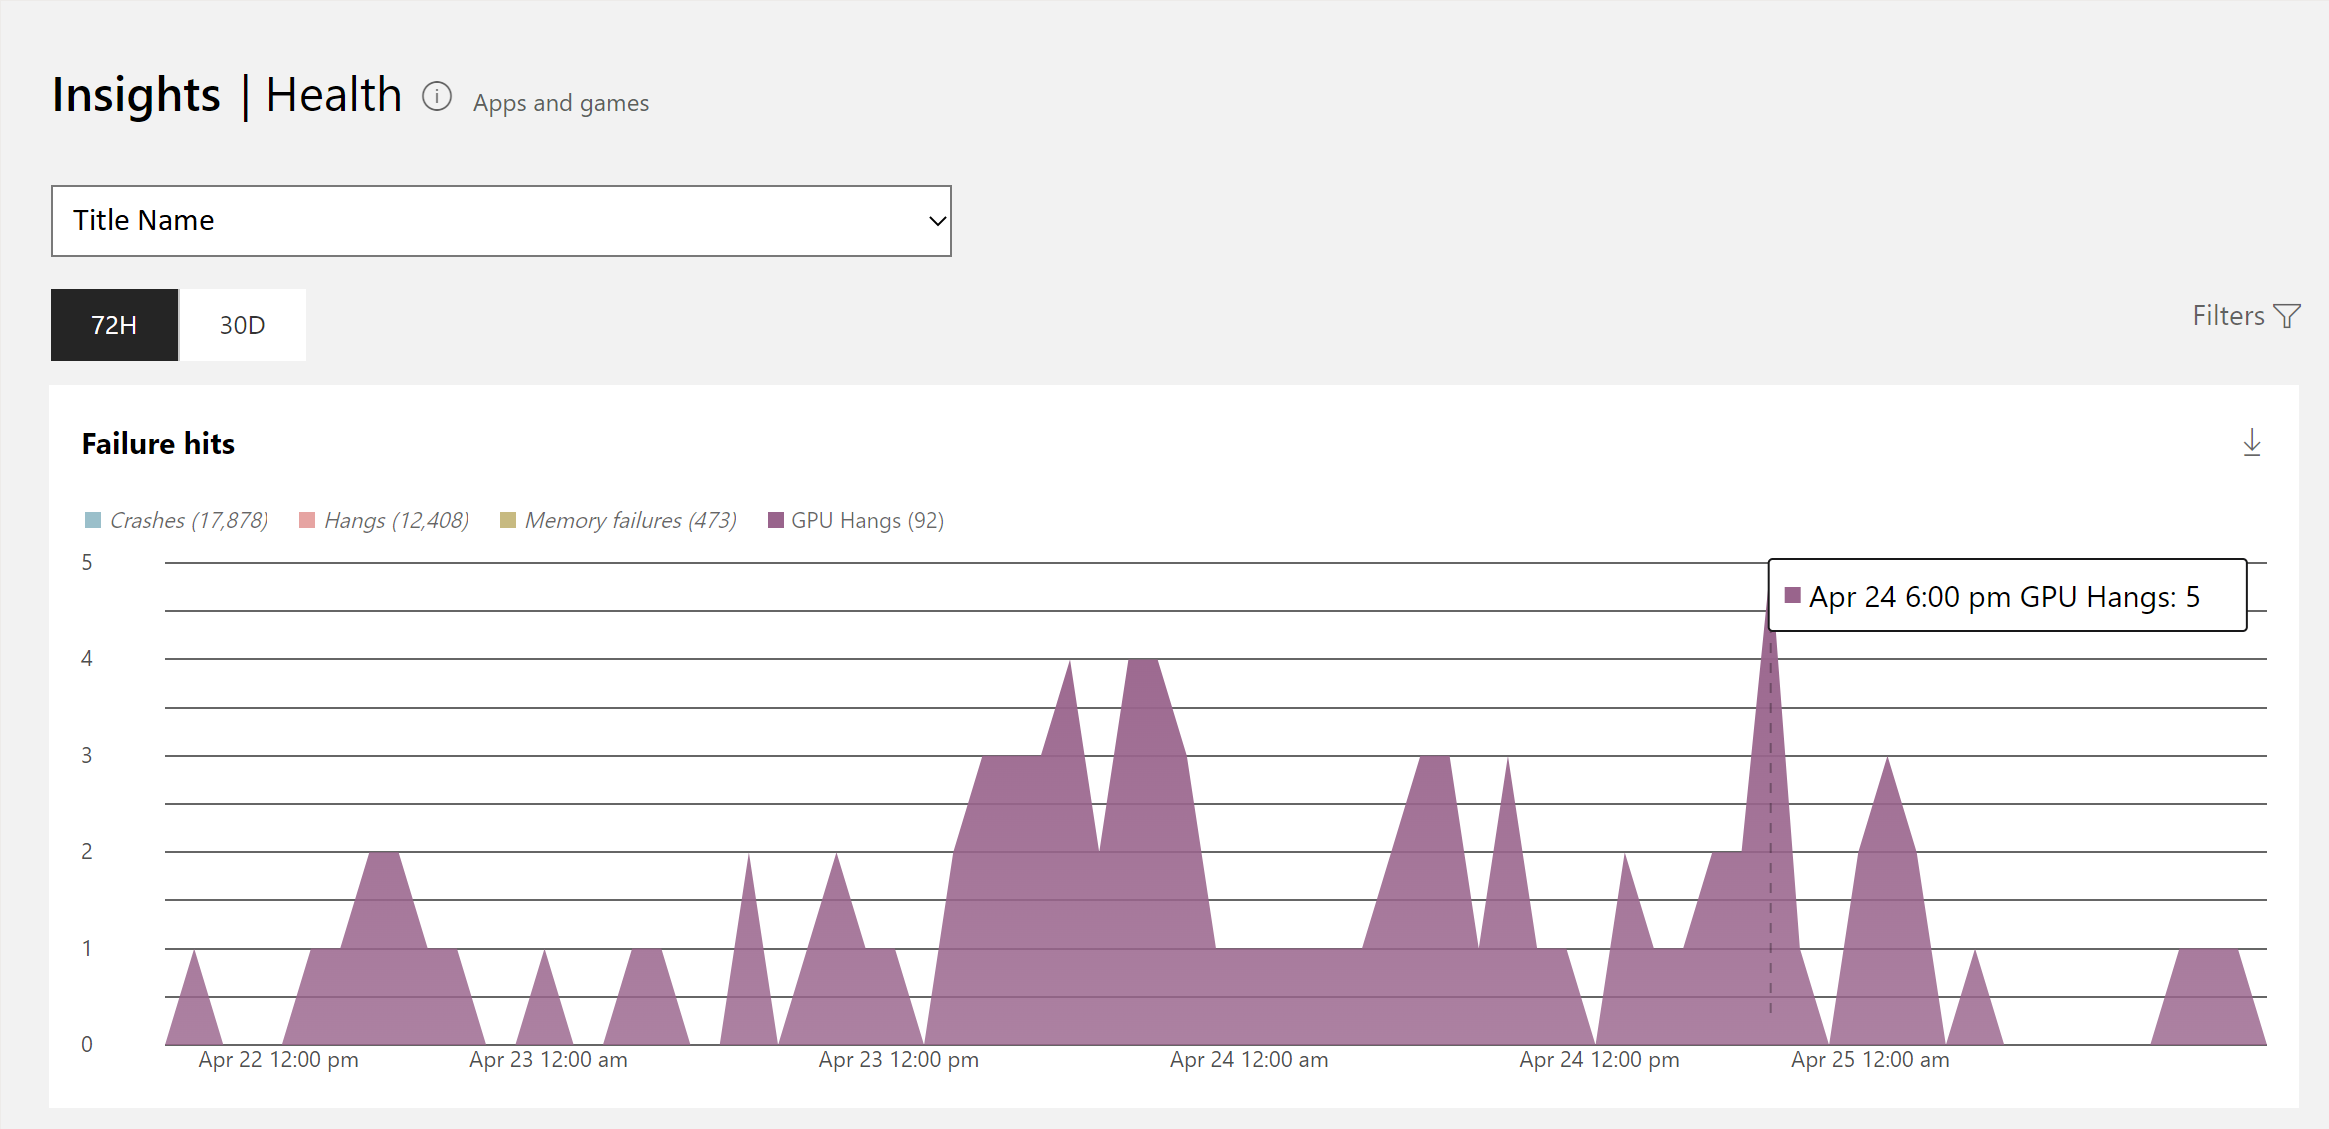 Insights | Health Apps and games
Title Name
72H 30D
Filters
Failure hits
Crashes (17,878) Hangs (12,408) Memory failures (473) GPU Hangs (92)
5
Apr 24 6:00 pm GPU Hangs: 5
4
3
2
1
0
Apr 22 12:00 pm Apr 23 12:00 am Apr 23 12:00 pm Apr 24 12:00 am Apr 24 12:00 pm Apr 25 12:00 am